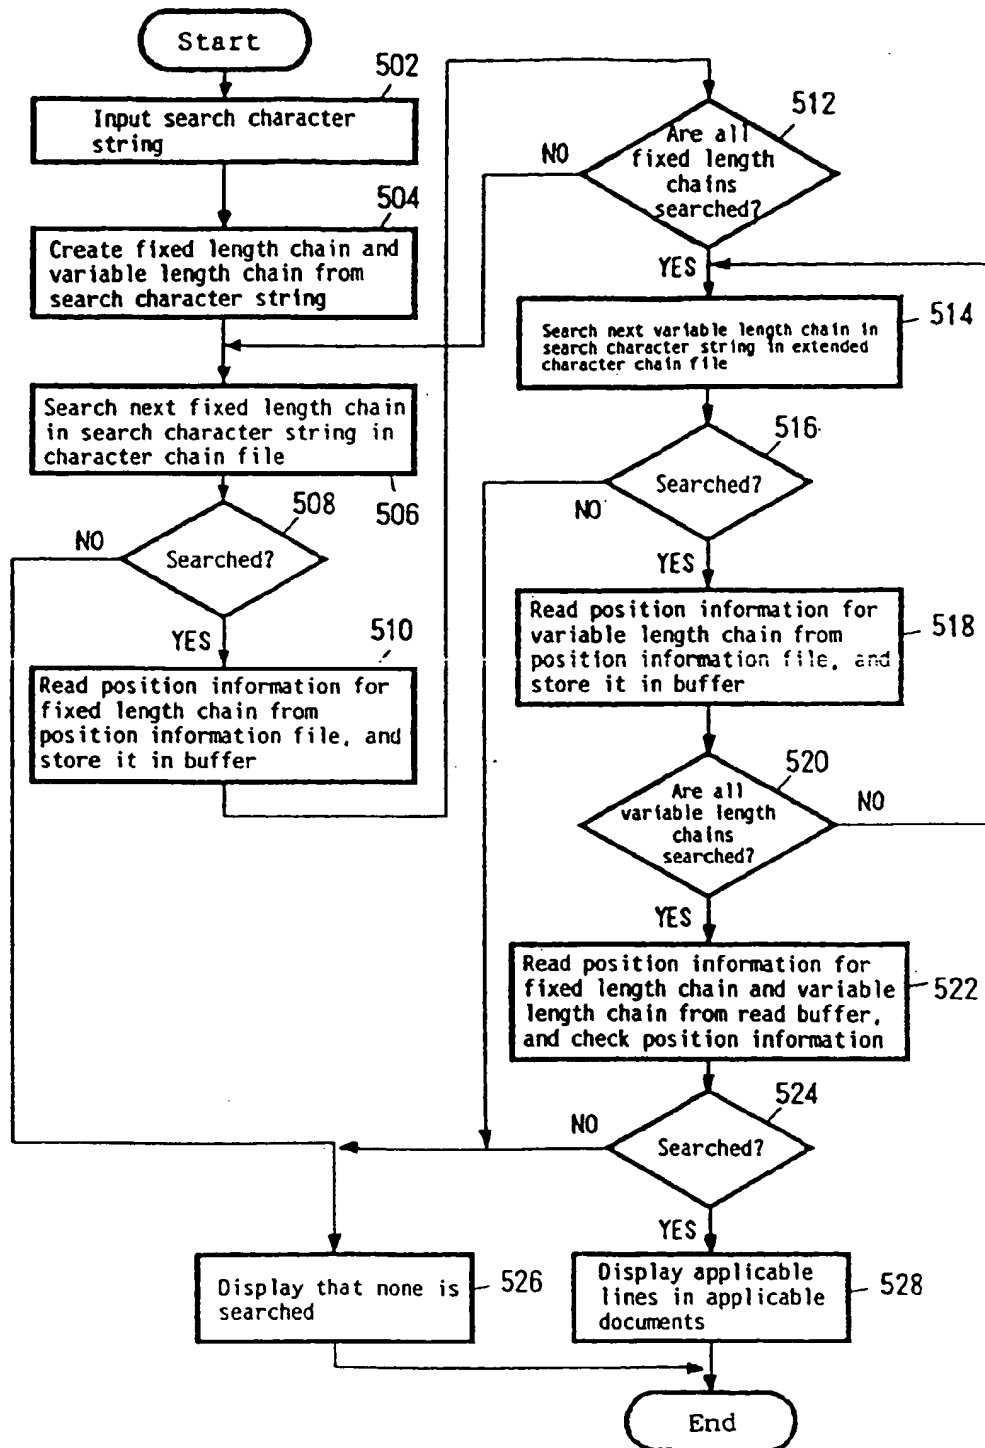 Start
502
Input search character
string
504
Create fixed length chain and
variable length chain from
search character string
Search next fixed length chain
in search character string in
character chain file
506
508
NO
Searched?
YES
510
Read position information for
fixed length chain from
position information file, and
store it in buffer
512
Are all
fixed length
chains
searched?
NO
YES
514
Search next variable length chain in
search character string in extended
character chain file
516
Searched?
NO
YES
Read position information for
variable length chain from
position information file, and
store it in buffer
518
520
Are all
variable length
chains
searched?
NO
YES
Read position information for
fixed length chain and variable
length chain from read buffer,
and check position information
522
524
NO
Searched?
YES
Display that none is
searched
526
Display applicable
lines in applicable
documents
528
End